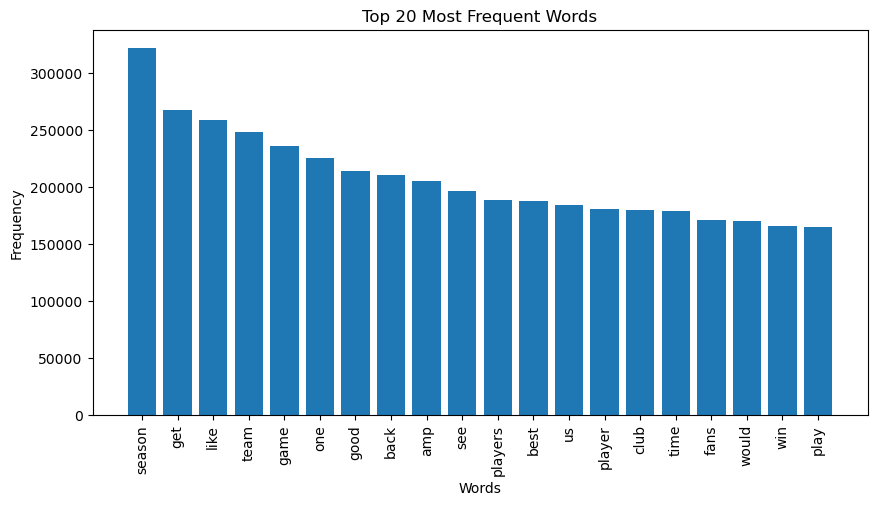 Top 20 Most Frequent Words
Frequency
300000
250000
200000
150000
100000
50000
0
season
get
like
team
game
one
good
back
amp
see
players
best
us
player
club
time
fans
would
win
play
Words